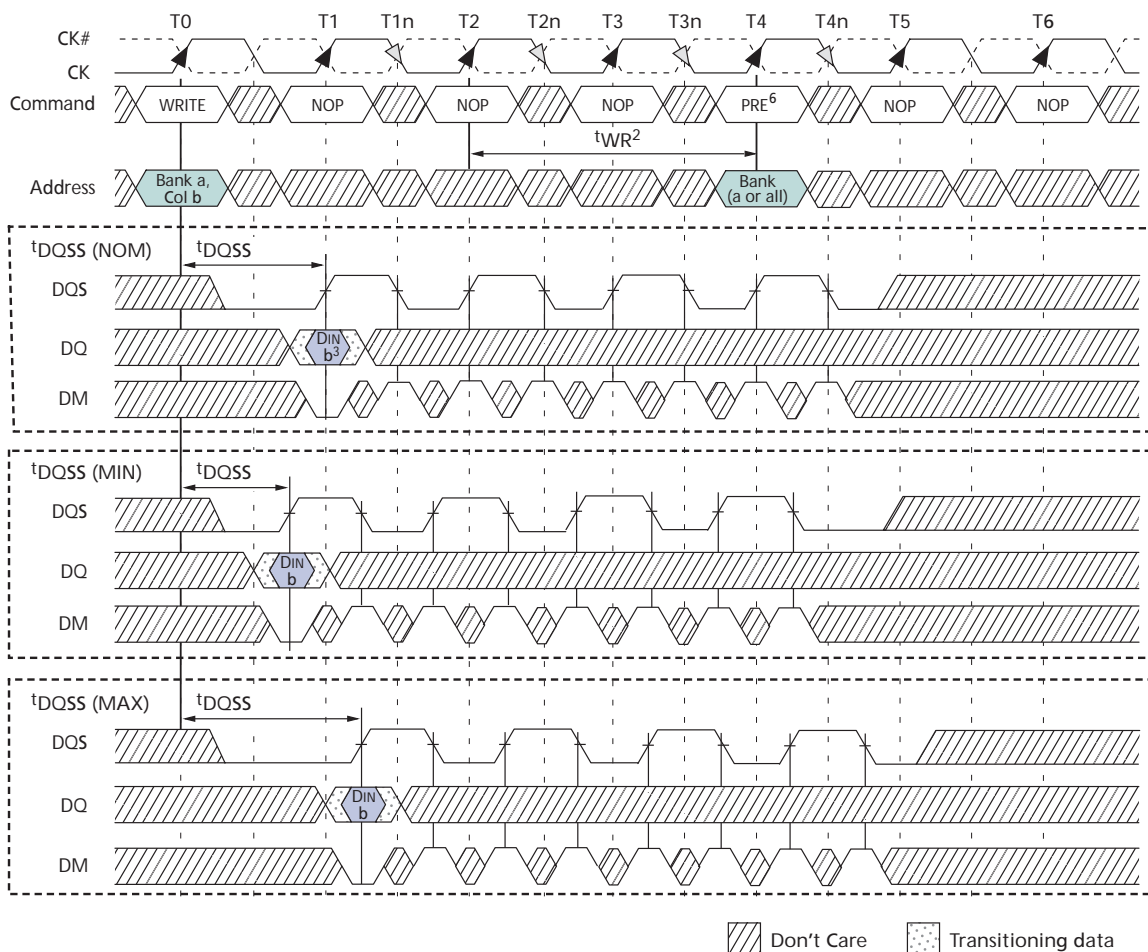 T0 T1 T1n T2 T2n T3 T3n T4 T4n T5 T6
CK#
CK
Command WRITE NOP NOP NOP PRE6 NOP NOP
tWR2
Address Bank a, Col b Bank (a or all)
tDQSS (NOM) tDQSS
DQS
DQ DIN b3
DM
tDQSS (MIN) tDQSS
DQS
DQ DIN b
DM
tDQSS (MAX) tDQSS
DQS
DQ DIN b
DM
Don't Care Transitioning data